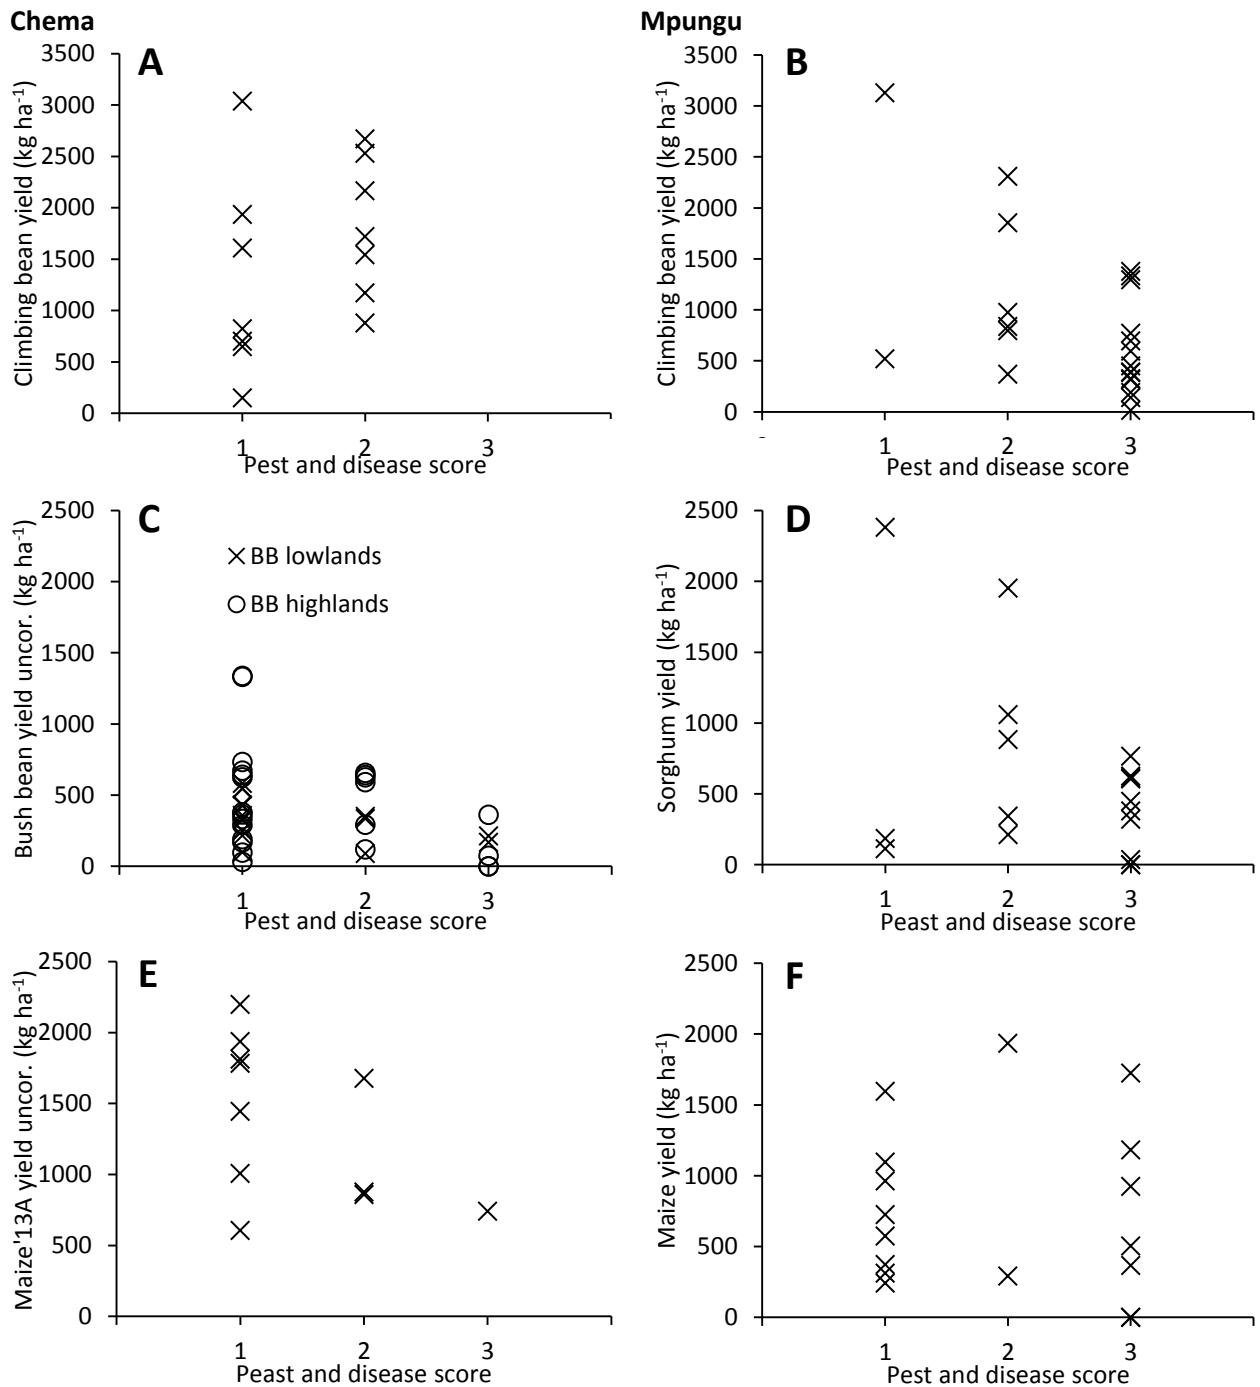 Chema
Mpungu
A
Climbing bean yield (kg ha-1)
3500
3000
2500
2000
1500
1000
500
0
1 2 3
Pest and disease score
B
Climbing bean yield (kg ha-1)
3500
3000
2500
2000
1500
1000
500
0
1 2 3
Pest and disease score
C
Bush bean yield uncor. (kg ha-1)
2500
2000
1500
1000
500
0
BB lowlands
BB highlands
1 2 3
Pest and disease score
D
Sorghum yield (kg ha-1)
2500
2000
1500
1000
500
0
1 2 3
Peast and disease score
E
Maize'13A yield uncor. (kg ha-1)
2500
2000
1500
1000
500
0
1 2 3
Peast and disease score
F
Maize yield (kg ha-1)
2500
2000
1500
1000
500
0
1 2 3
Peast and disease score